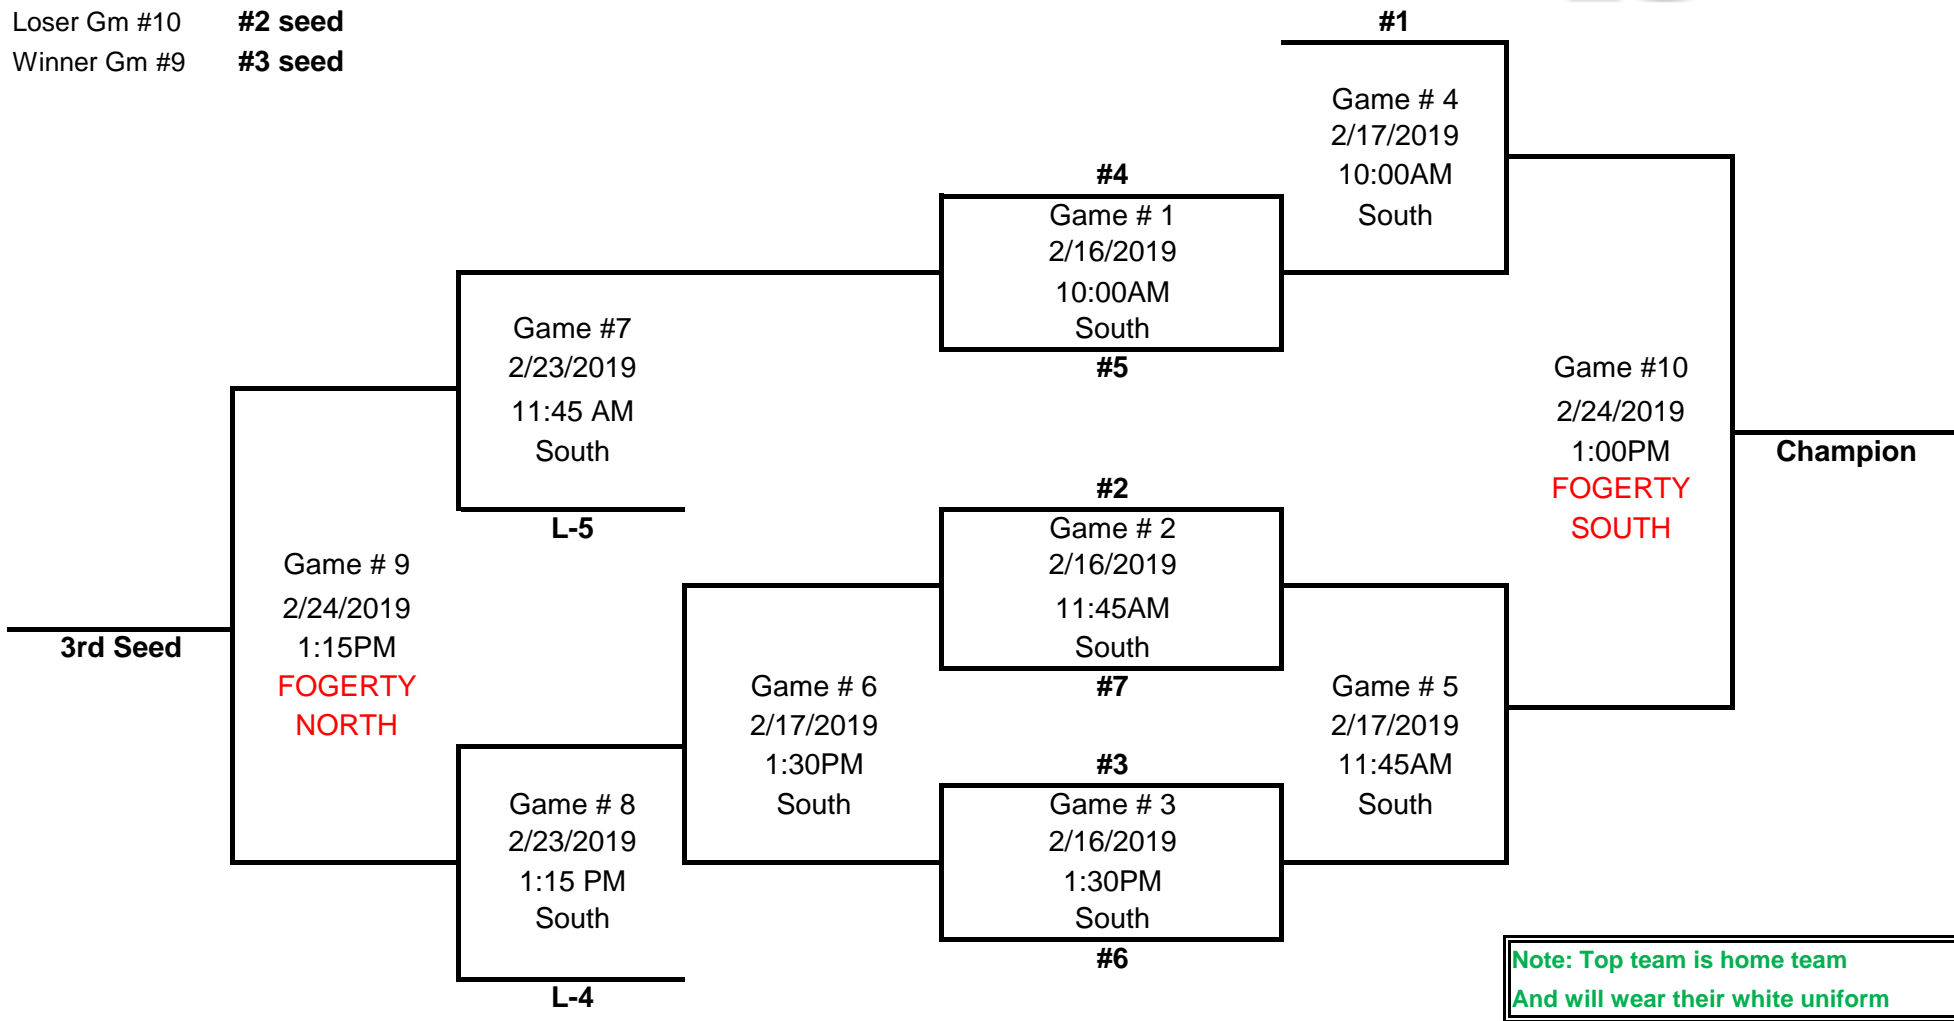 Loser Gm #10 #2 seed
Winner Gm #9 #3 seed
#1
Game # 4
2/17/2019
10:00AM
South
#4
Game # 1
2/16/2019
10:00AM
South
#5
Game #7
2/23/2019
11:45 AM
South
L-5
Game #10
2/24/2019
1:00PM
FOGERTY
SOUTH
Champion
#2
Game # 2
2/16/2019
11:45AM
South
#7
Game # 9
2/24/2019
1:15PM
FOGERTY
NORTH
3rd Seed
Game # 6
2/17/2019
1:30PM
South
Game # 5
2/17/2019
11:45AM
South
#3
Game # 3
2/16/2019
1:30PM
South
#6
Game # 8
2/23/2019
1:15 PM
South
L-4
Note: Top team is home team
And will wear their white uniform